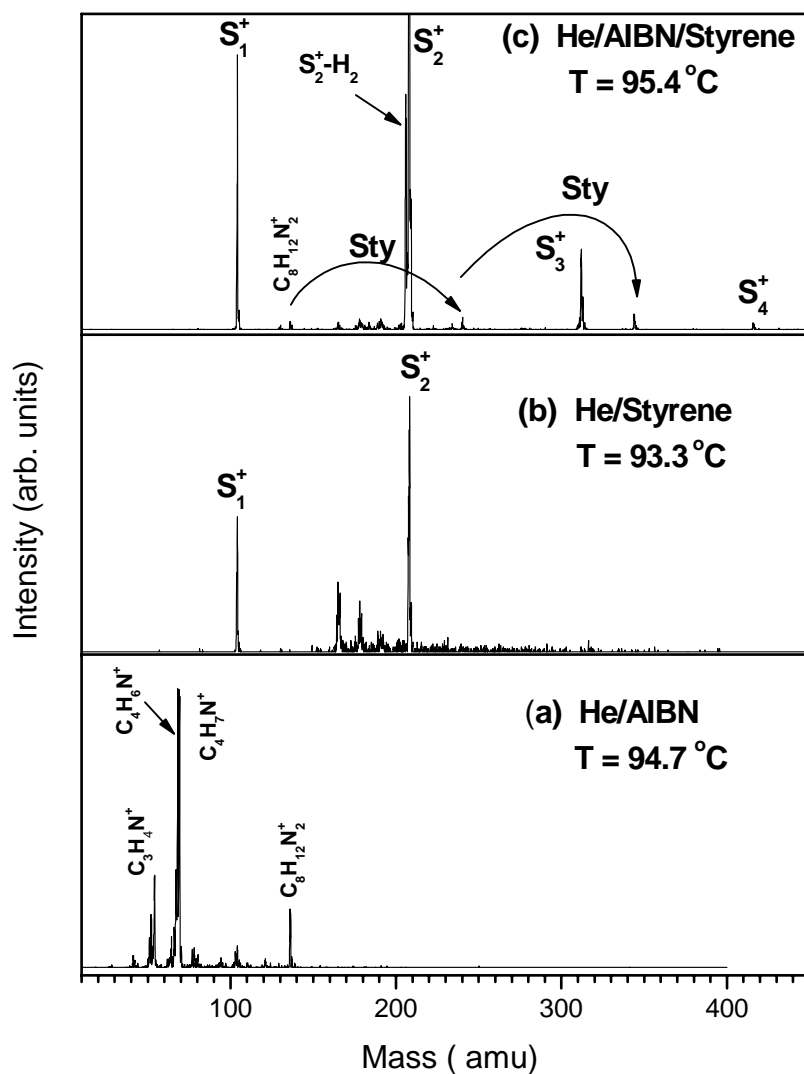 (c) He/AIBN/Styrene
T = 95.4 °C
S₁⁺
S₂⁺-H₂
S₂⁺
C₈H₁₂N₂⁺
Sty
Sty
S₃⁺
S₄⁺
(b) He/Styrene
T = 93.3 °C
S₁⁺
S₂⁺
(a) He/AIBN
T = 94.7 °C
C₃H₄N⁺
C₄H₆N⁺
C₄H₇N⁺
C₈H₁₂N₂⁺
Intensity (arb. units)
100 200 300 400
Mass ( amu)